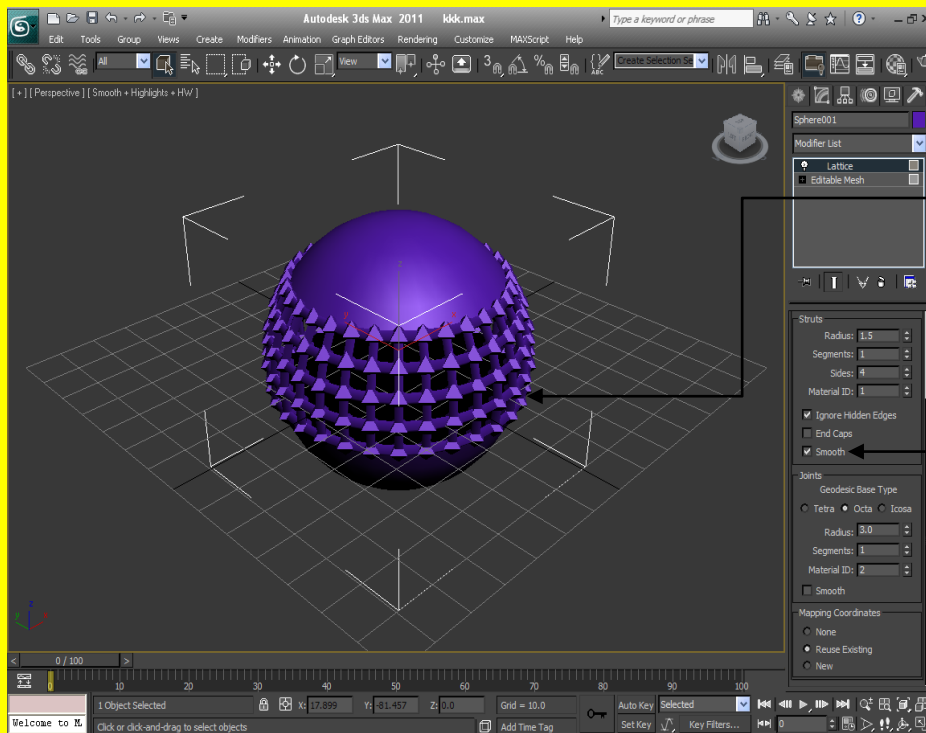 Autodesk 3ds Max 2011 kkk.max
Type a keyword or phrase
Edit Tools Group Views Create Modifiers Animation Graph Editors Rendering Customize MAXScript Help
All
View
3
ABC
Create Selection Se
[ + ] [ Perspective ] [ Smooth + Highlights + HW ]
Sphere001
Modifier List
Lattice
Editable Mesh
Struts
Radius: 1.5
Segments: 1
Sides: 4
Material ID: 1
Ignore Hidden Edges
End Caps
Smooth
Joints
Geodesic Base Type
Tetra Octa Icosa
Radius: 3.0
Segments: 1
Material ID: 2
Smooth
Mapping Coordinates
None
Reuse Existing
New
z
y
x
z
y
x
< 0 / 100 >
0 10 20 30 40 50 60 70 80 90 100
1 Object Selected X: 17.899 Y: -81.457 Z: 0.0 Grid = 10.0 Auto Key Selected
Welcome to M. Click or click-and-drag to select objects Add Time Tag Set Key Key Filters... 0